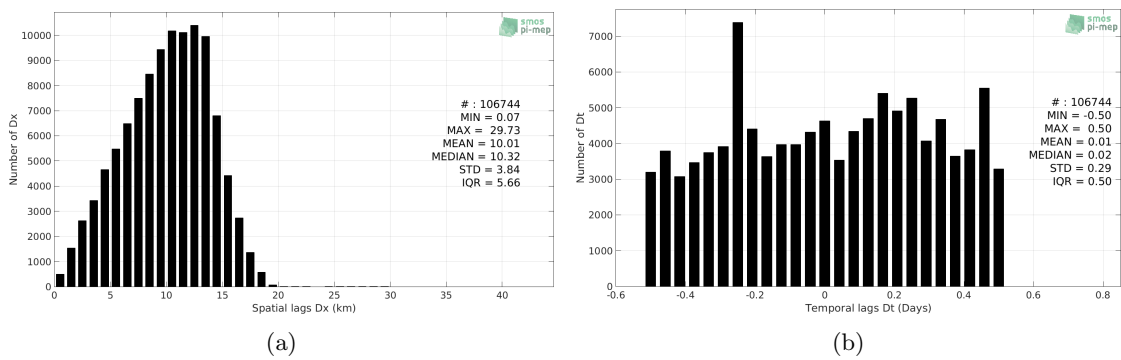 smos
pi-mep
10000
9000
8000
7000
6000
5000
4000
3000
2000
1000
0
Number of Dx
# : 106744
MIN = 0.07
MAX = 29.73
MEAN = 10.01
MEDIAN = 10.32
STD = 3.84
IQR = 5.66
0 5 10 15 20 25 30 35 40
Spatial lags Dx (km)
(a)
smos
pi-mep
7000
6000
5000
4000
3000
2000
1000
0
Number of Dt
# : 106744
MIN = -0.50
MAX = 0.50
MEAN = 0.01
MEDIAN = 0.02
STD = 0.29
IQR = 0.50
-0.6 -0.4 -0.2 0 0.2 0.4 0.6 0.8
Temporal lags Dt (Days)
(b)